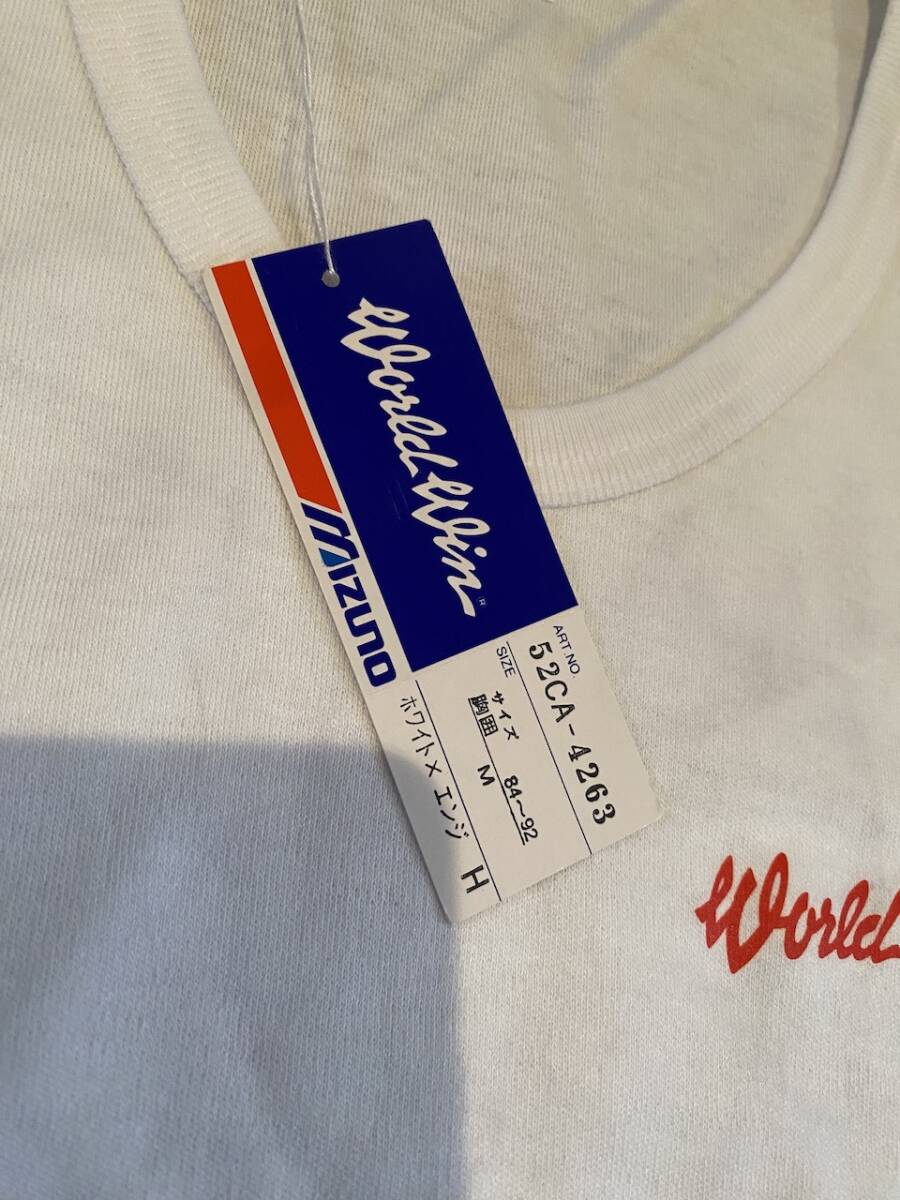 World Win ®
MIZUNO
ART.NO.
52CA-4263
SIZE
サイズ
胸囲 84～92
M
ホワイト×エンジ H
World